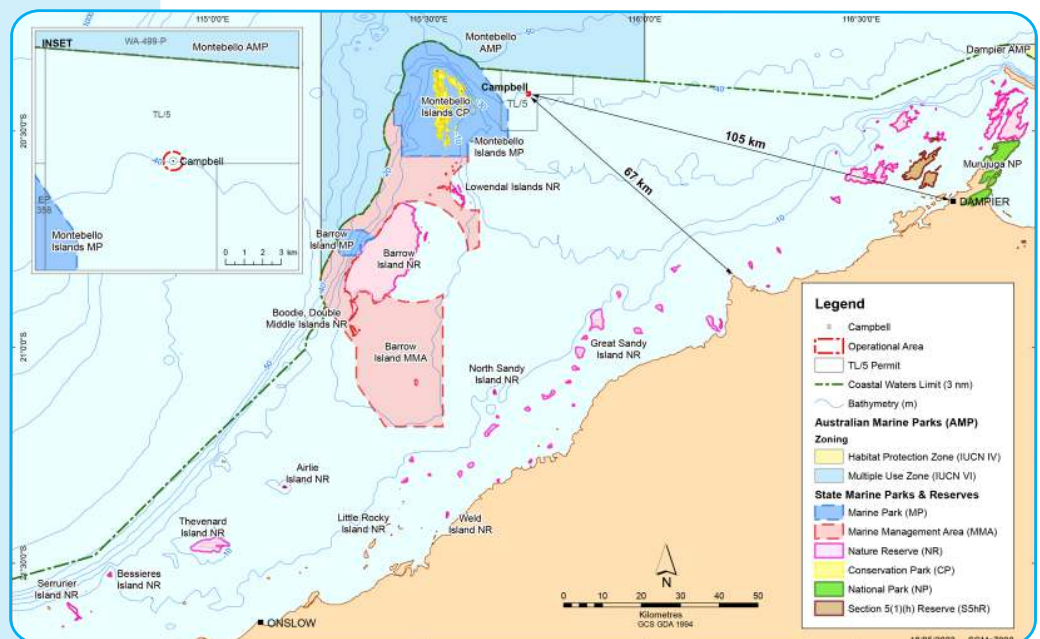 115°0'0"E
115°30'0"E
116°0'0"E
116°30'0"E
20°30'0"S
21°0'0"S
INSET
WA-499-P
Montebello AMP
TL/5
Campbell
EP
358
Montebello
Islands MP
0 1 2 3 km
Montebello
AMP
Dampier AMP
Campbell
TL/5
Montebello
Islands CP
Montebello
Islands MP
105 km
67 km
Murujuga NP
DAMPIER
Lowendal Islands NR
Barrow
Island MP
Barrow
Island NR
Boodie, Double
Middle Islands NR
Barrow
Island MMA
Great Sandy
Island NR
North Sandy
Island NR
Airlie
Island NR
Thevenard
Island NR
Little Rocky
Island NR
Weld
Island NR
Bessieres
Island NR
Serrurier
Island NR
ONSLOW
N
0 10 20 30 40 50
Kilometres
GCS GDA 1994
Legend
Campbell
Operational Area
TL/5 Permit
Coastal Waters Limit (3 nm)
Bathymetry (m)
Australian Marine Parks (AMP)
Zoning
Habitat Protection Zone (IUCN IV)
Multiple Use Zone (IUCN VI)
State Marine Parks & Reserves
Marine Park (MP)
Marine Management Area (MMA)
Nature Reserve (NR)
Conservation Park (CP)
National Park (NP)
Section 5(1)(h) Reserve (S5hR)